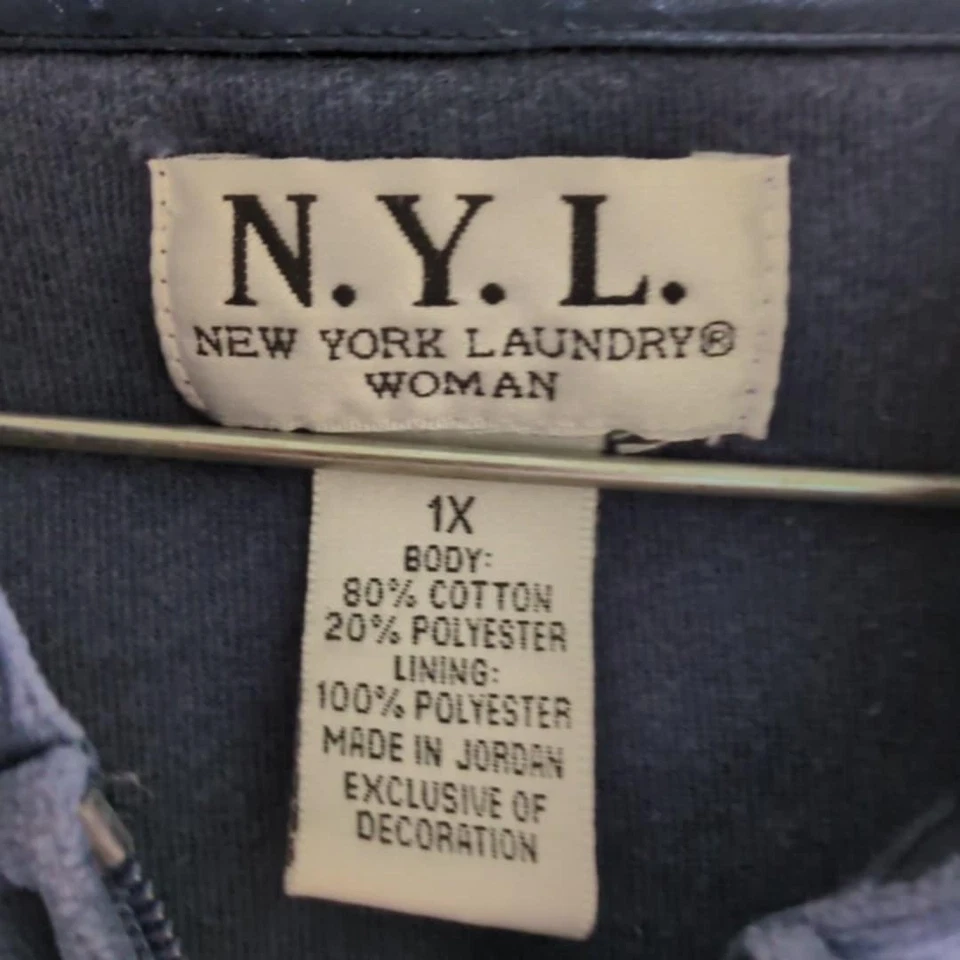 N.Y.L.
NEW YORK LAUNDRY®
WOMAN
1X
BODY:
80% COTTON
20% POLYESTER
LINING:
100% POLYESTER
MADE IN JORDAN
EXCLUSIVE OF
DECORATION